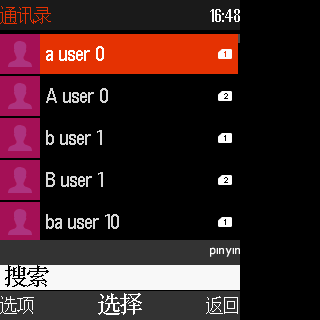 通讯录 16:48
a user 0 1
A user 0 2
b user 1 1
B user 1 2
ba user 10 1
pinyin
搜索
选项 选择 返回